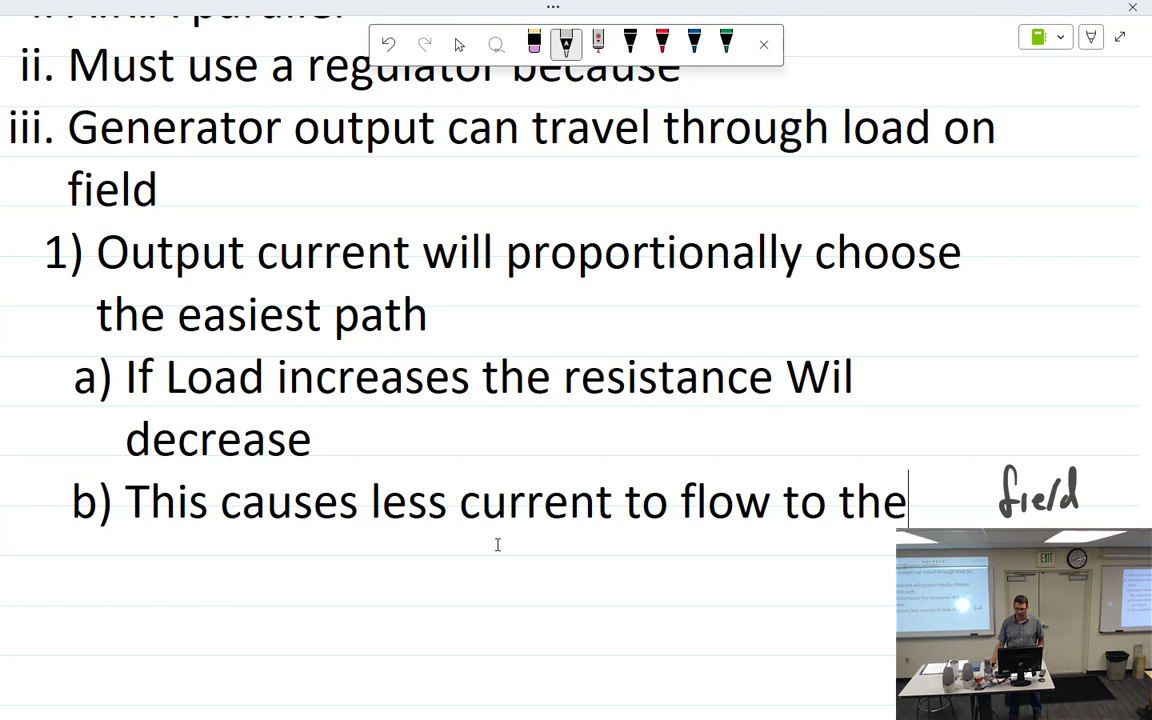 ii. Must use a regulator because
iii. Generator output can travel through load on
field
1) Output current will proportionally choose
the easiest path
a) If Load increases the resistance Wil
decrease
b) This causes less current to flow to the field
EXIT